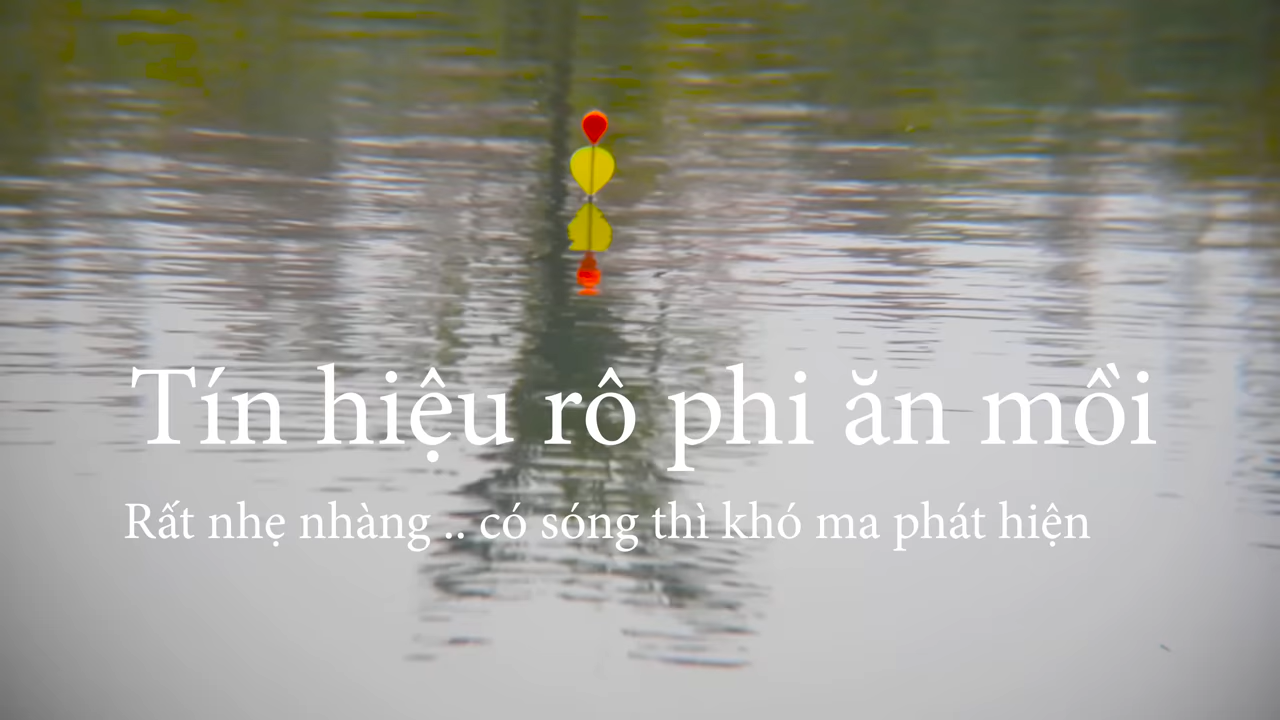 Tín hiệu rô phi ăn mồi
Rất nhẹ nhàng .. có sóng thì khó ma phát hiện